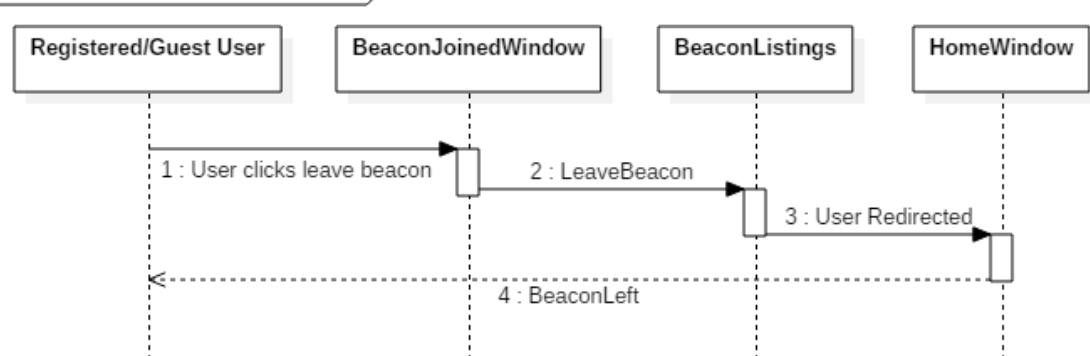 Registered/Guest User
BeaconJoinedWindow
BeaconListings
HomeWindow
1 : User clicks leave beacon
2 : LeaveBeacon
3 : User Redirected
4 : BeaconLeft